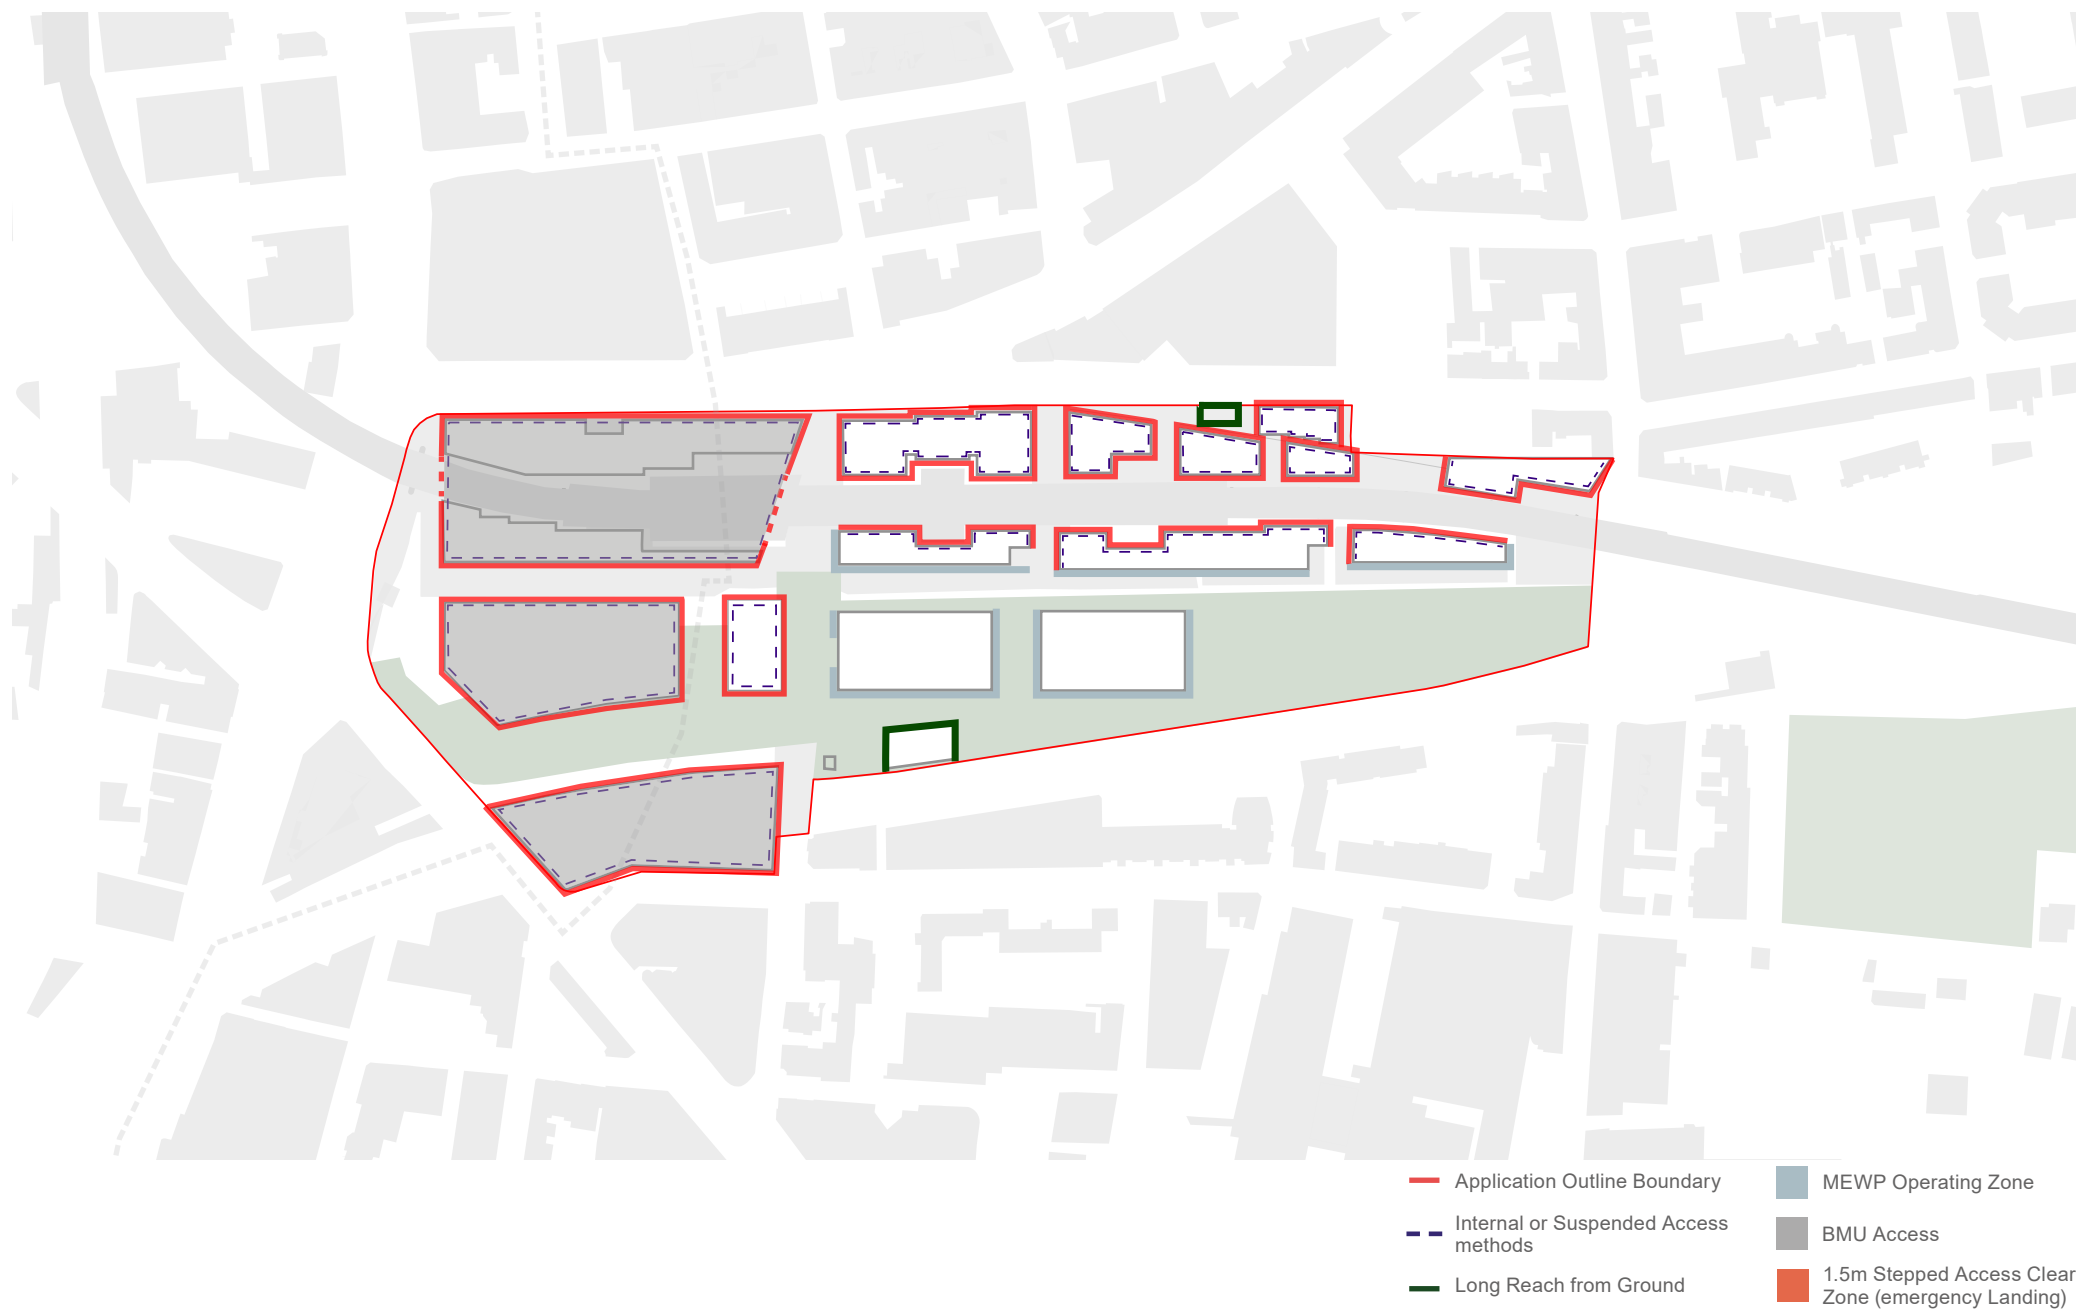 Application Outline Boundary
Internal or Suspended Access
methods
Long Reach from Ground
MEWP Operating Zone
BMU Access
1.5m Stepped Access Clear
Zone (emergency Landing)